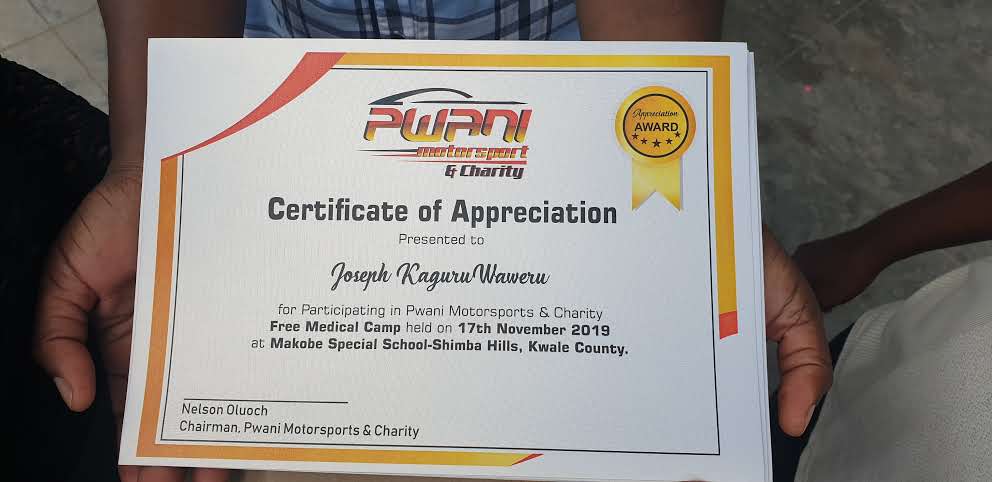 PWANI
motorsport
& Charity
Appreciation
AWARD
Certificate of Appreciation
Presented to
Joseph Kaguru Waweru
for Participating in Pwani Motorsports & Charity
Free Medical Camp held on 17th November 2019
at Makobe Special School-Shimba Hills, Kwale County.
Nelson Oluoch
Chairman, Pwani Motorsports & Charity